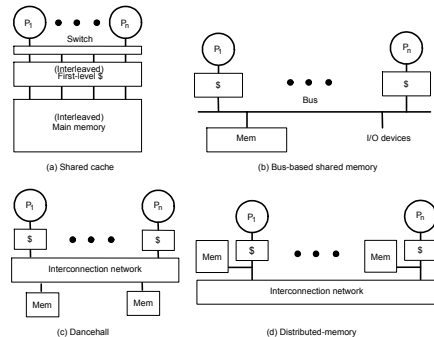 P1 Pn
Switch
(Interleaved)
First-level $
(Interleaved)
Main memory
(a) Shared cache
P1 Pn
$ $
Bus
Mem
I/O devices
(b) Bus-based shared memory
P1 Pn
$ $
Interconnection network
Mem
Mem
(c) Dancehall
P1 Pn
Mem $ Mem $
Interconnection network
(d) Distributed-memory